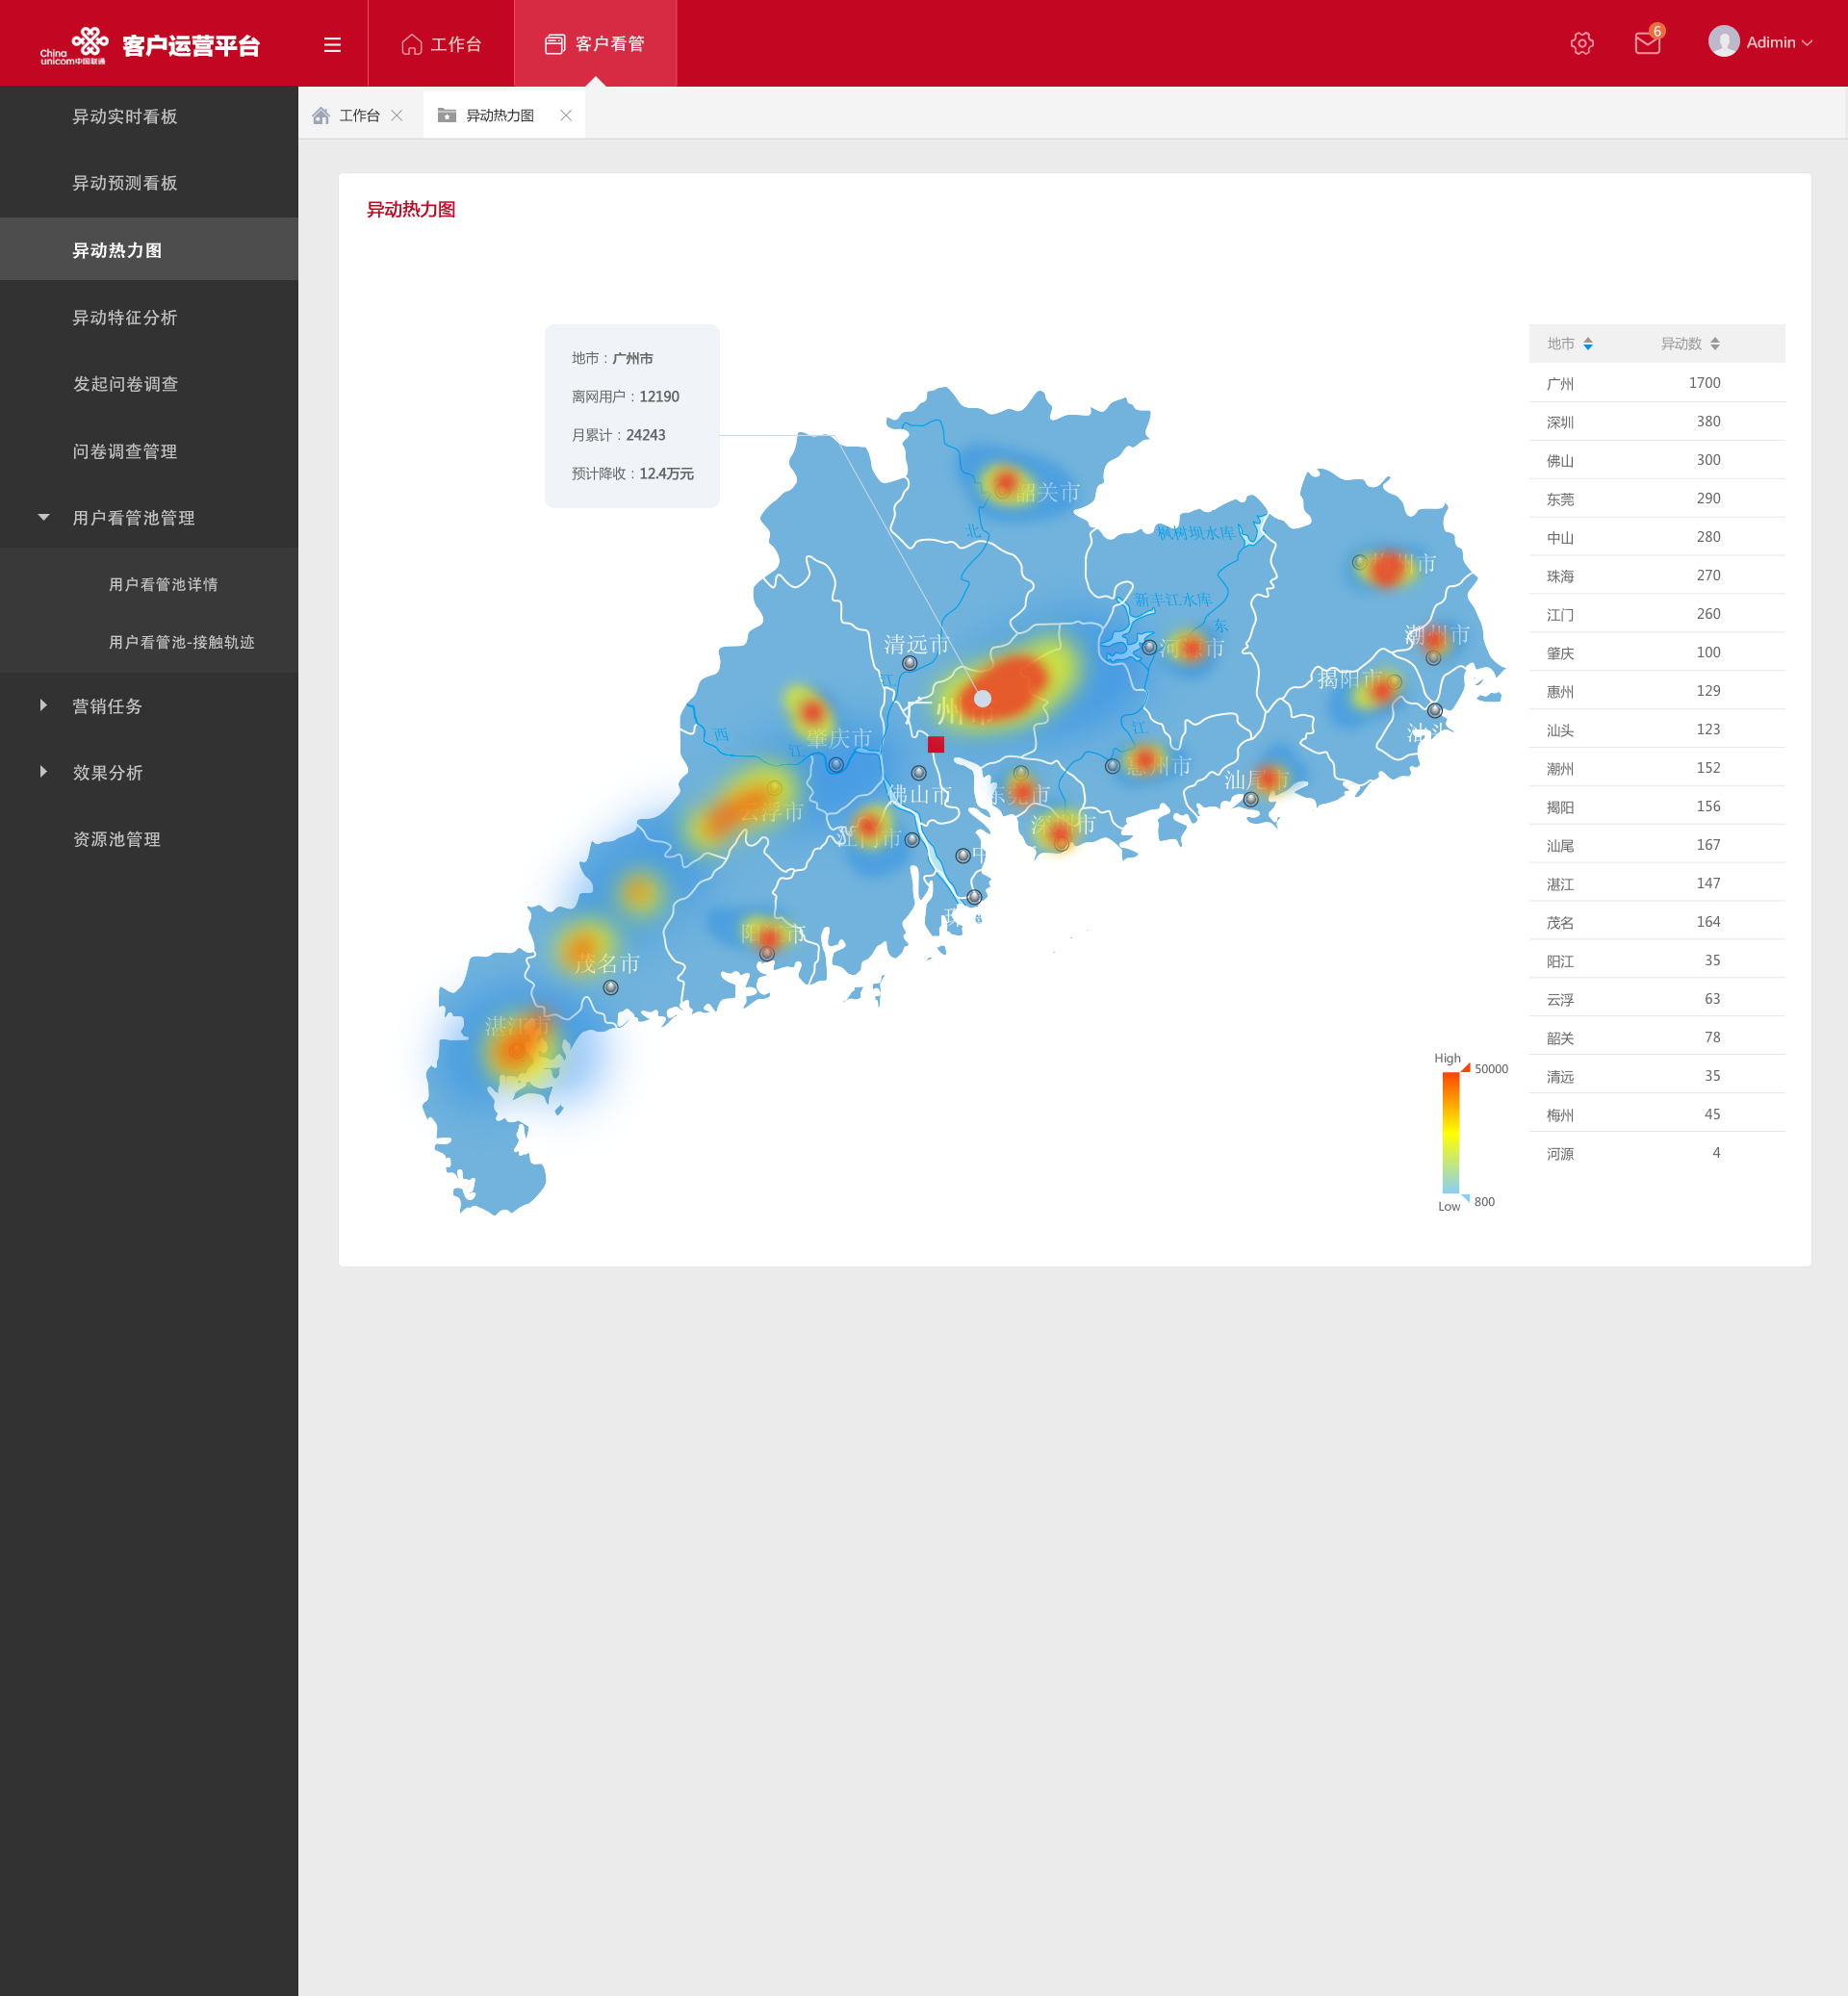 China
unicom中国联通
客户运营平台
工作台
客户看管
6
Adimin
异动实时看板
异动预测看板
异动热力图
异动特征分析
发起问卷调查
问卷调查管理
用户看管池管理
用户看管池详情
用户看管池-接触轨迹
营销任务
效果分析
资源池管理
工作台
异动热力图
异动热力图
地市：广州市
离网用户：12190
月累计：24243
预计降收：12.4万元
韶关市
北
枫树坝水库
州市
新丰江水库
东
潮州市
清远市
河源市
江
揭阳市
广州市
西
江
江
肇庆市
惠州市
汕尾市
汕头
佛山市
东莞市
云浮市
深圳市
江门市
中
珠
阳 市
茂名市
湛江市
地市 异动数
广州 1700
深圳 380
佛山 300
东莞 290
中山 280
珠海 270
江门 260
肇庆 100
惠州 129
汕头 123
潮州 152
揭阳 156
汕尾 167
湛江 147
茂名 164
阳江 35
云浮 63
韶关 78
清远 35
梅州 45
河源 4
High
50000
800
Low